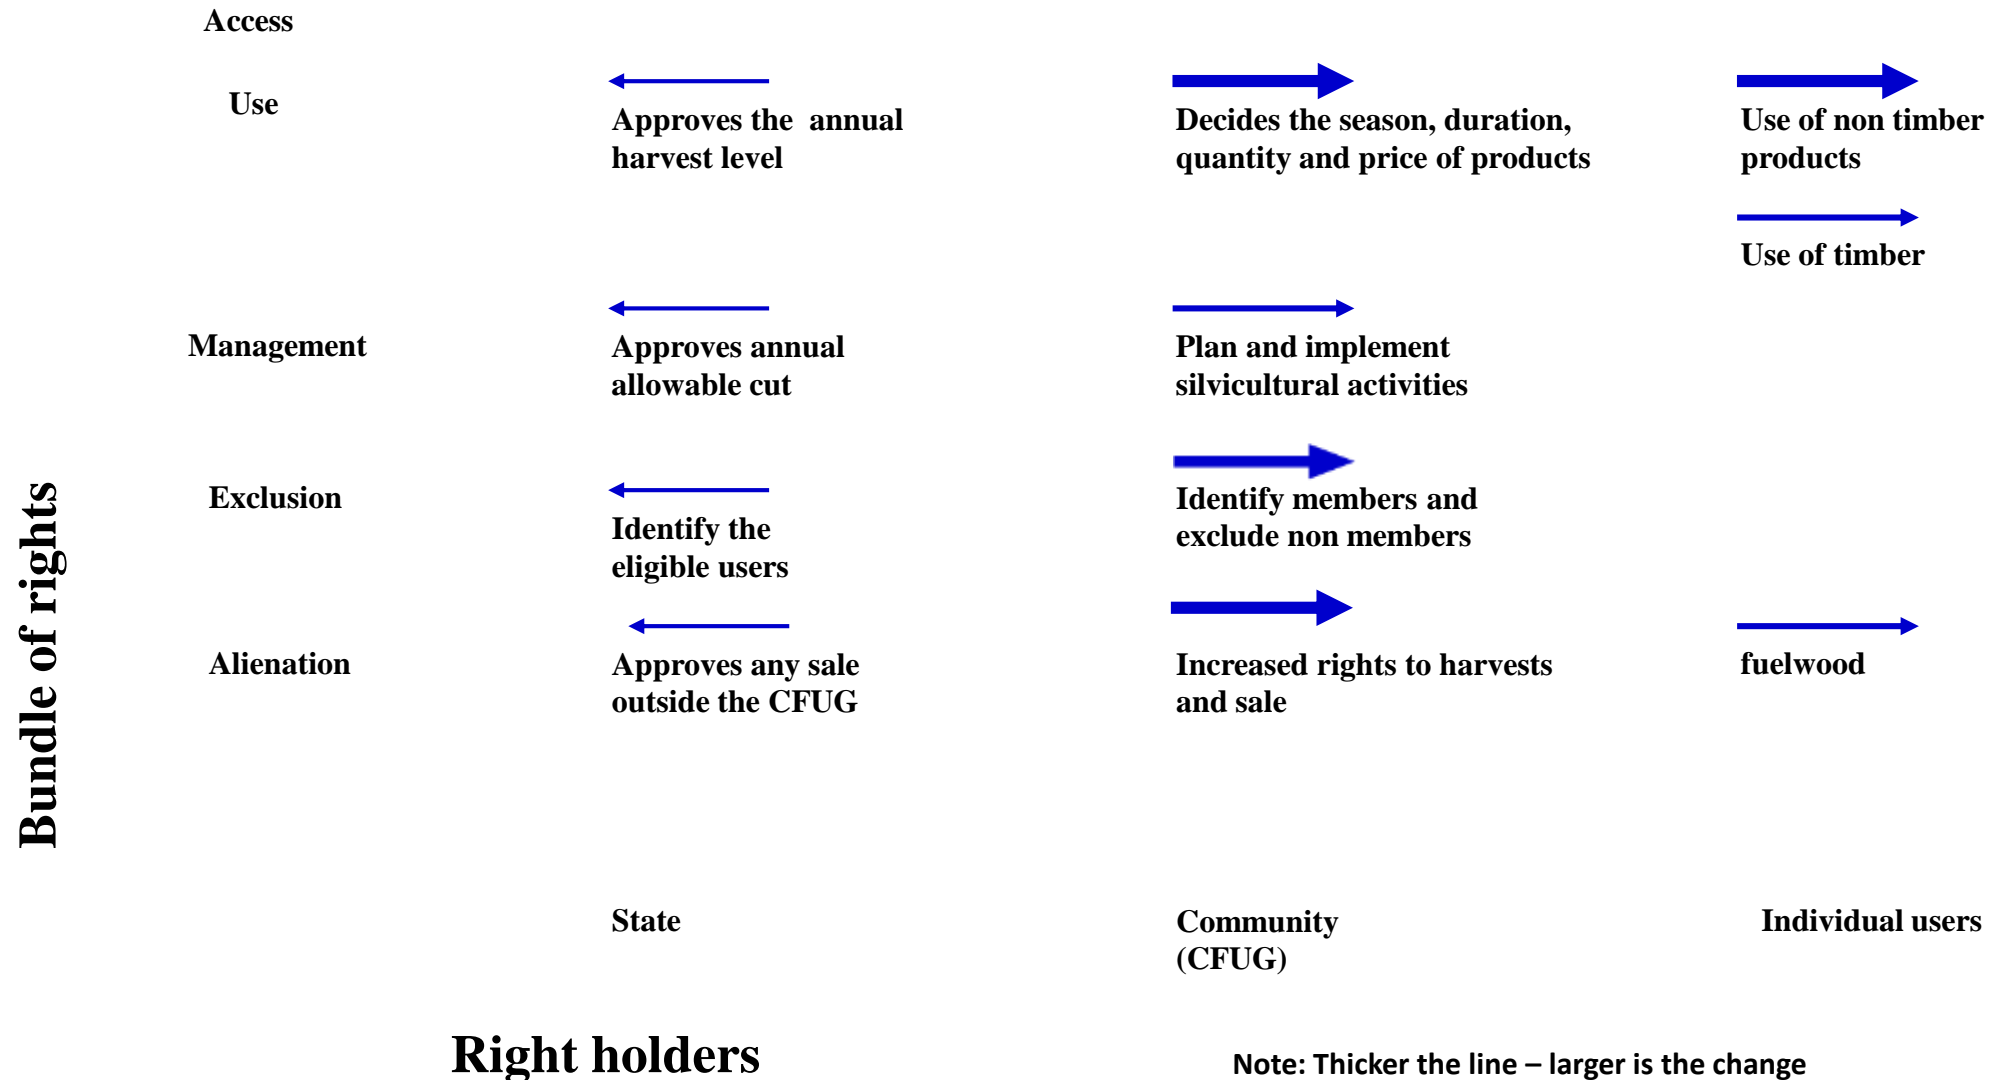 Access
Use
Approves the annual
harvest level
Decides the season, duration,
quantity and price of products
Use of non timber
products
Use of timber
Management
Approves annual
allowable cut
Plan and implement
silvicultural activities
Exclusion
Identify the
eligible users
Identify members and
exclude non members
Alienation
Approves any sale
outside the CFUG
Increased rights to harvests
and sale
fuelwood
Bundle of rights
State
Community
(CFUG)
Individual users
Right holders
Note: Thicker the line – larger is the change